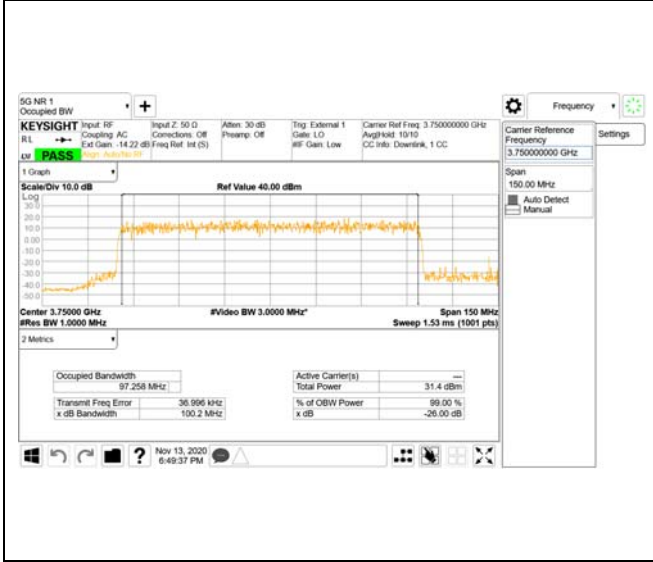 5G NR 1
Occupied BW
Frequency
KEYSIGHT
R L
PASS
Input: RF
Coupling: AC
Ext Gain: -14.22 dB
Align: Auto/No RF
Input Z: 50 Ω
Corrections: Off
Freq Ref: Int (S)
Atten: 30 dB
Preamp: Off
Trig: External 1
Gate: LO
#IF Gain: Low
Carrier Ref Freq: 3.750000000 GHz
Avg|Hold: 10/10
CC Info: Downlink, 1 CC
Carrier Reference
Frequency
3.750000000 GHz
Settings
Span
150.00 MHz
Auto Detect
Manual
1 Graph
Scale/Div 10.0 dB
Ref Value 40.00 dBm
Log
30.0
20.0
10.0
0.00
-10.0
-20.0
-30.0
-40.0
-50.0
Center 3.75000 GHz
#Video BW 3.0000 MHz*
Span 150 MHz
#Res BW 1.0000 MHz
Sweep 1.53 ms (1001 pts)
2 Metrics
Occupied Bandwidth
97.258 MHz
Transmit Freq Error 36.996 kHz
x dB Bandwidth 100.2 MHz
Active Carrier(s) ---
Total Power 31.4 dBm
% of OBW Power 99.00 %
x dB -26.00 dB
Nov 13, 2020
6:49:37 PM